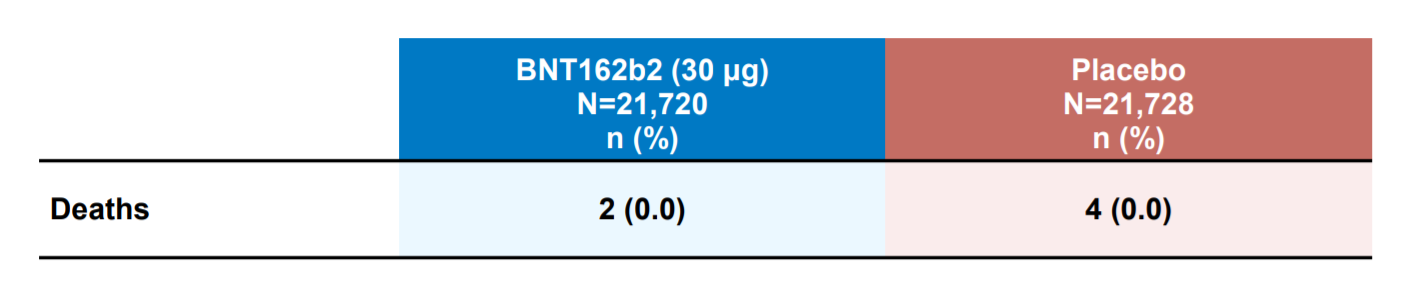 BNT162b2 (30 µg)
N=21,720
n (%)
Placebo
N=21,728
n (%)
Deaths
2 (0.0)
4 (0.0)